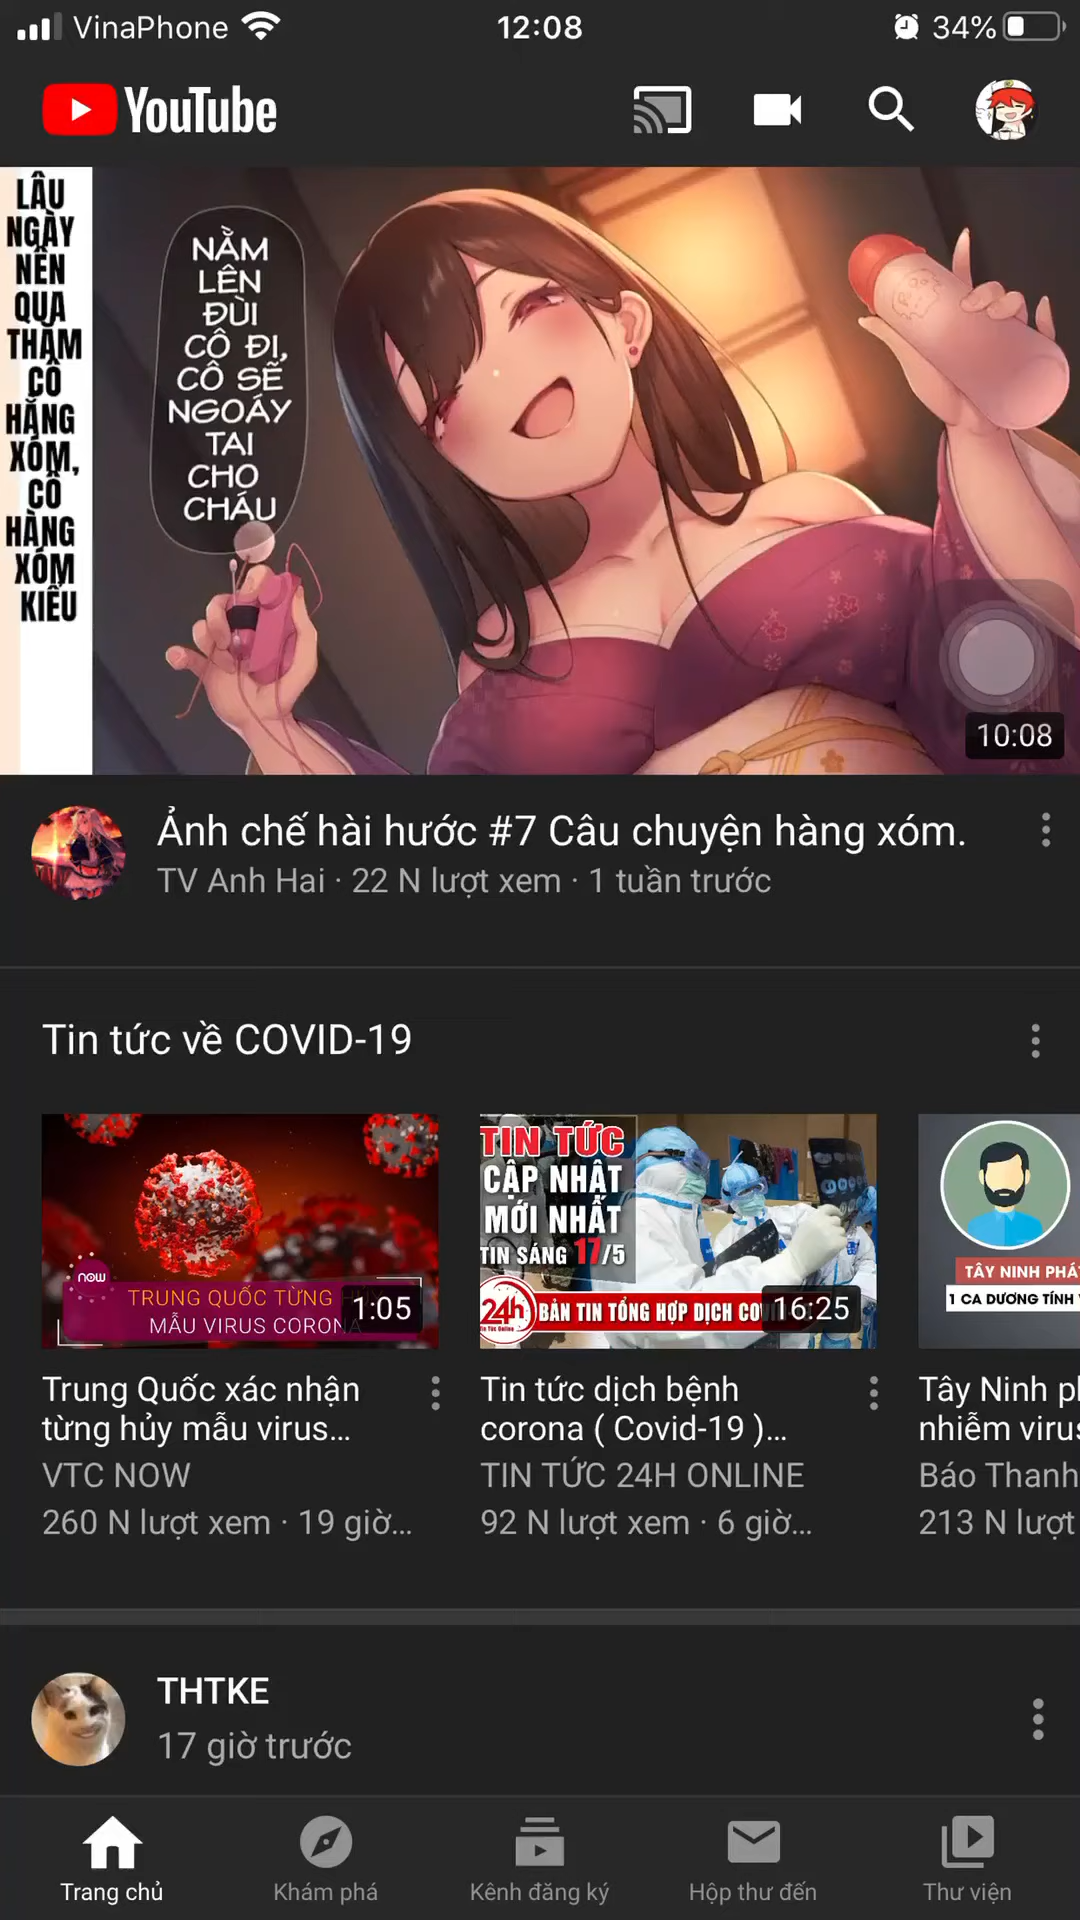 VinaPhone 12:08 34%
YouTube
LÂU
NGÀY
NÊN
QUA
THĂM
CÔ
HÀNG
XÓM,
CÔ
HÀNG
XÓM
KIỂU
NẰM
LÊN
ĐÙI
CÔ ĐI,
CÔ SẼ
NGOÁY
TAI
CHO
CHÁU
10:08
Ảnh chế hài hước #7 Câu chuyện hàng xóm.
TV Anh Hai · 22 N lượt xem · 1 tuần trước
Tin tức về COVID-19
now
TRUNG QUỐC TỪNG
MẪU VIRUS CORONA
1:05
Trung Quốc xác nhận
từng hủy mẫu virus...
VTC NOW
260 N lượt xem · 19 giờ...
TIN TỨC
CẬP NHẬT
MỚI NHẤT
TIN SÁNG 17/5
24h
Tin Tức Online
BẢN TIN TỔNG HỢP DỊCH
16:25
Tin tức dịch bệnh
corona ( Covid-19 )...
TIN TỨC 24H ONLINE
92 N lượt xem · 6 giờ...
TÂY NINH PHÁ
1 CA DƯƠNG TÍNH
Tây Ninh
nhiễm virus
Báo Thanh
213 N lượt
THTKE
17 giờ trước
Trang chủ
Khám phá
Kênh đăng ký
Hộp thư đến
Thư viện